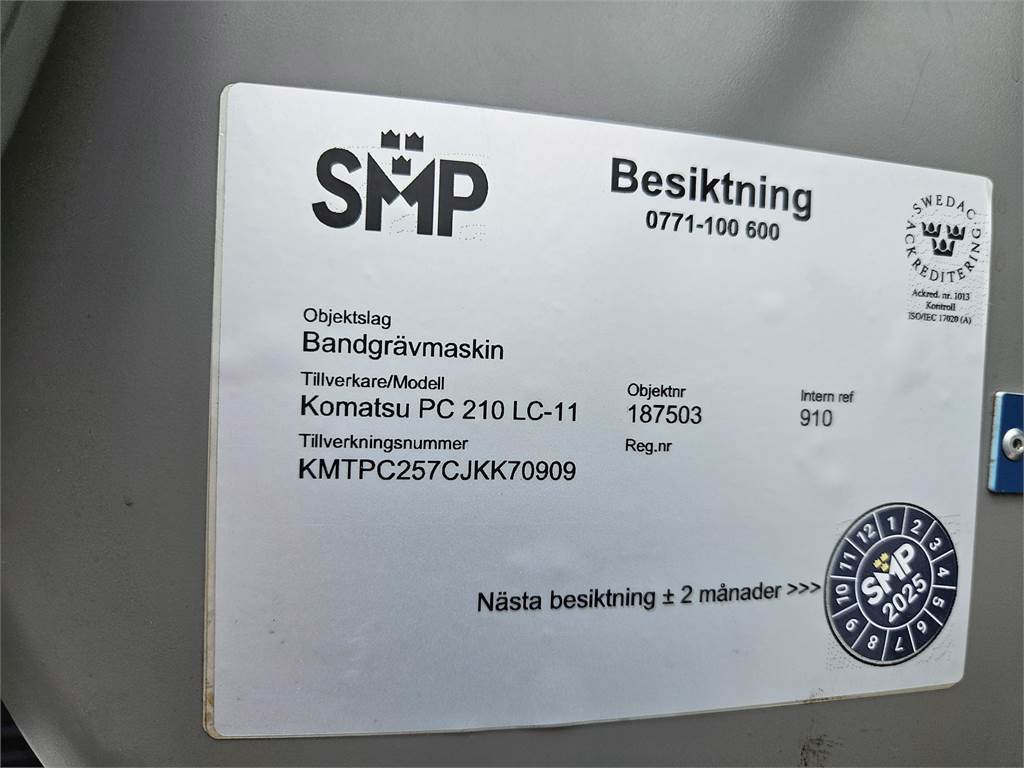 SMP
Besiktning
0771-100 600
SWEDAC
ACKREDITERING
Ackred. nr. 1013
Kontroll
ISO/IEC 17020 (A)
Objektslag
Bandgrävmaskin
Tillverkare/Modell
Komatsu PC 210 LC-11
Objektnr
187503
Intern ref
910
Tillverkningsnummer
KMTPC257CJKK70909
Reg.nr
Nästa besiktning ± 2 månader >>>
1 2 3 4 5 6 7 8 9 10 11 12
SMP
2025